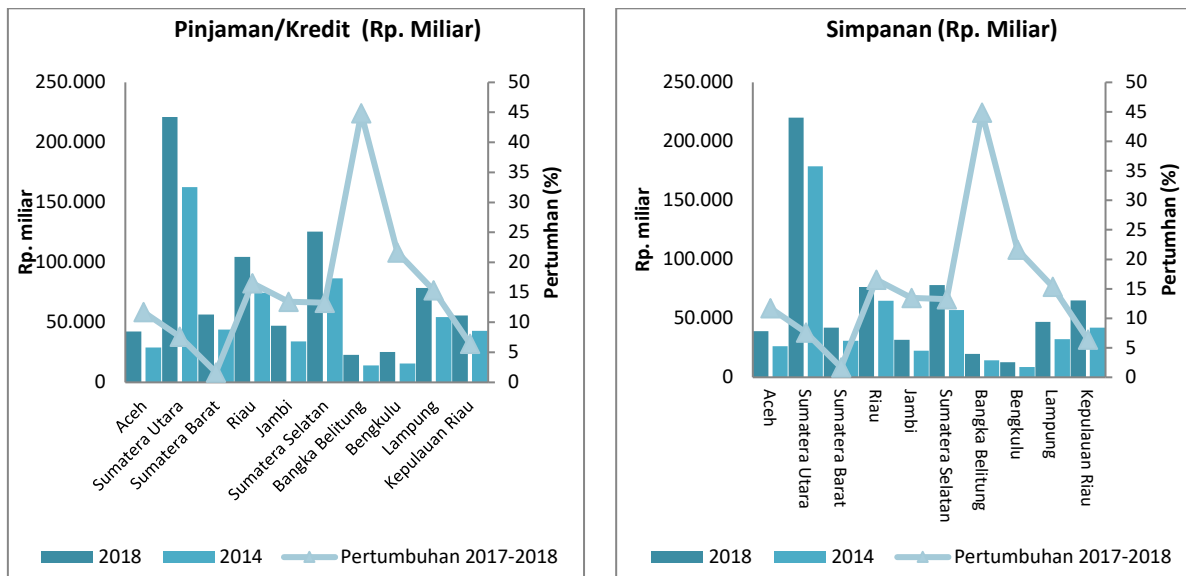 Pinjaman/Kredit (Rp. Miliar)
250.000
200.000
150.000
100.000
50.000
0
Rp. miliar
50
45
40
35
30
25
20
15
10
5
0
Pertumhan (%)
Aceh
Sumatera Utara
Sumatera Barat
Riau
Jambi
Sumatera Selatan
Bangka Belitung
Bengkulu
Lampung
Kepulauan Riau
2018
2014
Pertumbuhan 2017-2018
Simpanan (Rp. Miliar)
250.000
200.000
150.000
100.000
50.000
0
Rp. miliar
50
45
40
35
30
25
20
15
10
5
0
Pertumhan (%)
Aceh
Sumatera Utara
Sumatera Barat
Riau
Jambi
Sumatera Selatan
Bangka Belitung
Bengkulu
Lampung
Kepulauan Riau
2018
2014
Pertumbuhan 2017-2018